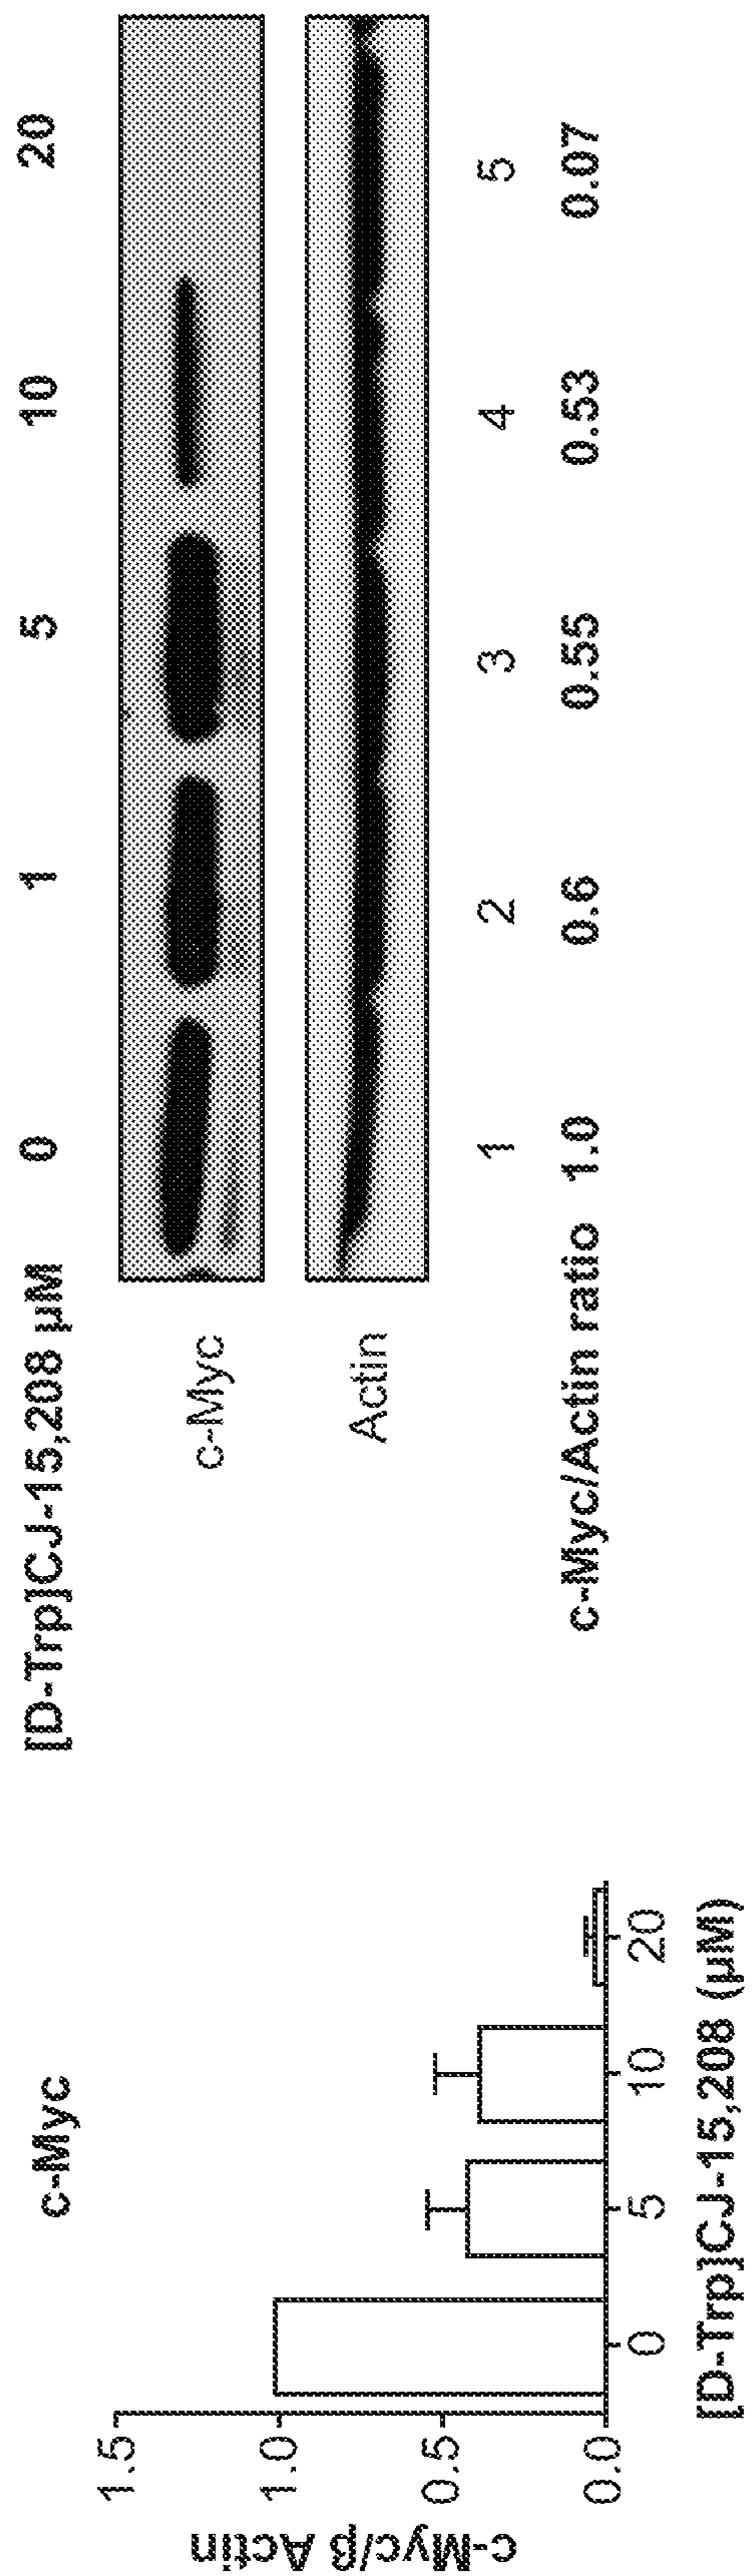 c-Myc
c-Myc/β Actin
1.5
1.0
0.5
0.0
0 5 10 20
[D-Trp]CJ-15,208 (µM)
[D-Trp]CJ-15,208 µM 0 1 5 10 20
c-Myc
Actin
1 2 3 4 5
c-Myc/Actin ratio 1.0 0.6 0.55 0.53 0.07